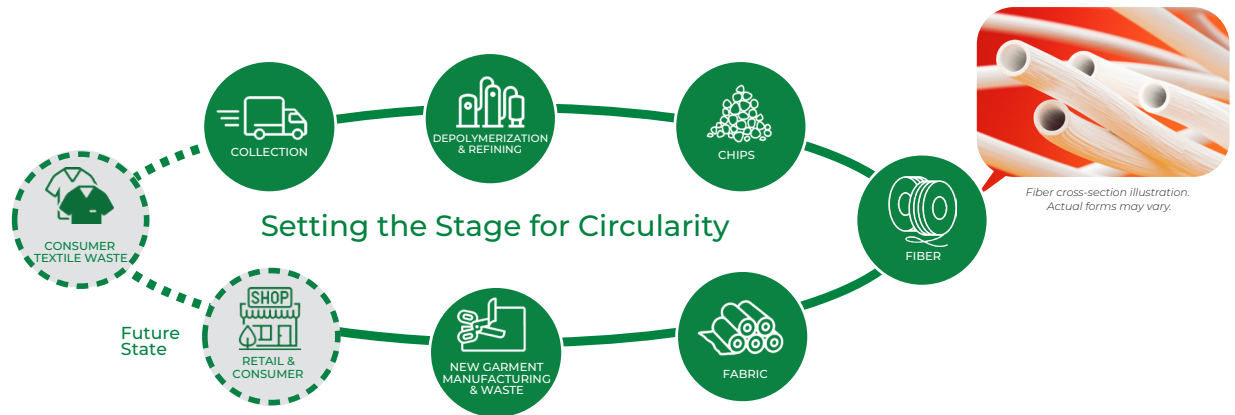 COLLECTION
DEPOLYMERIZATION
& REFINING
CHIPS
Fiber cross-section illustration.
Actual forms may vary.
FIBER
Setting the Stage for Circularity
CONSUMER
TEXTILE WASTE
Future
State
SHOP
RETAIL &
CONSUMER
NEW GARMENT
MANUFACTURING
& WASTE
FABRIC